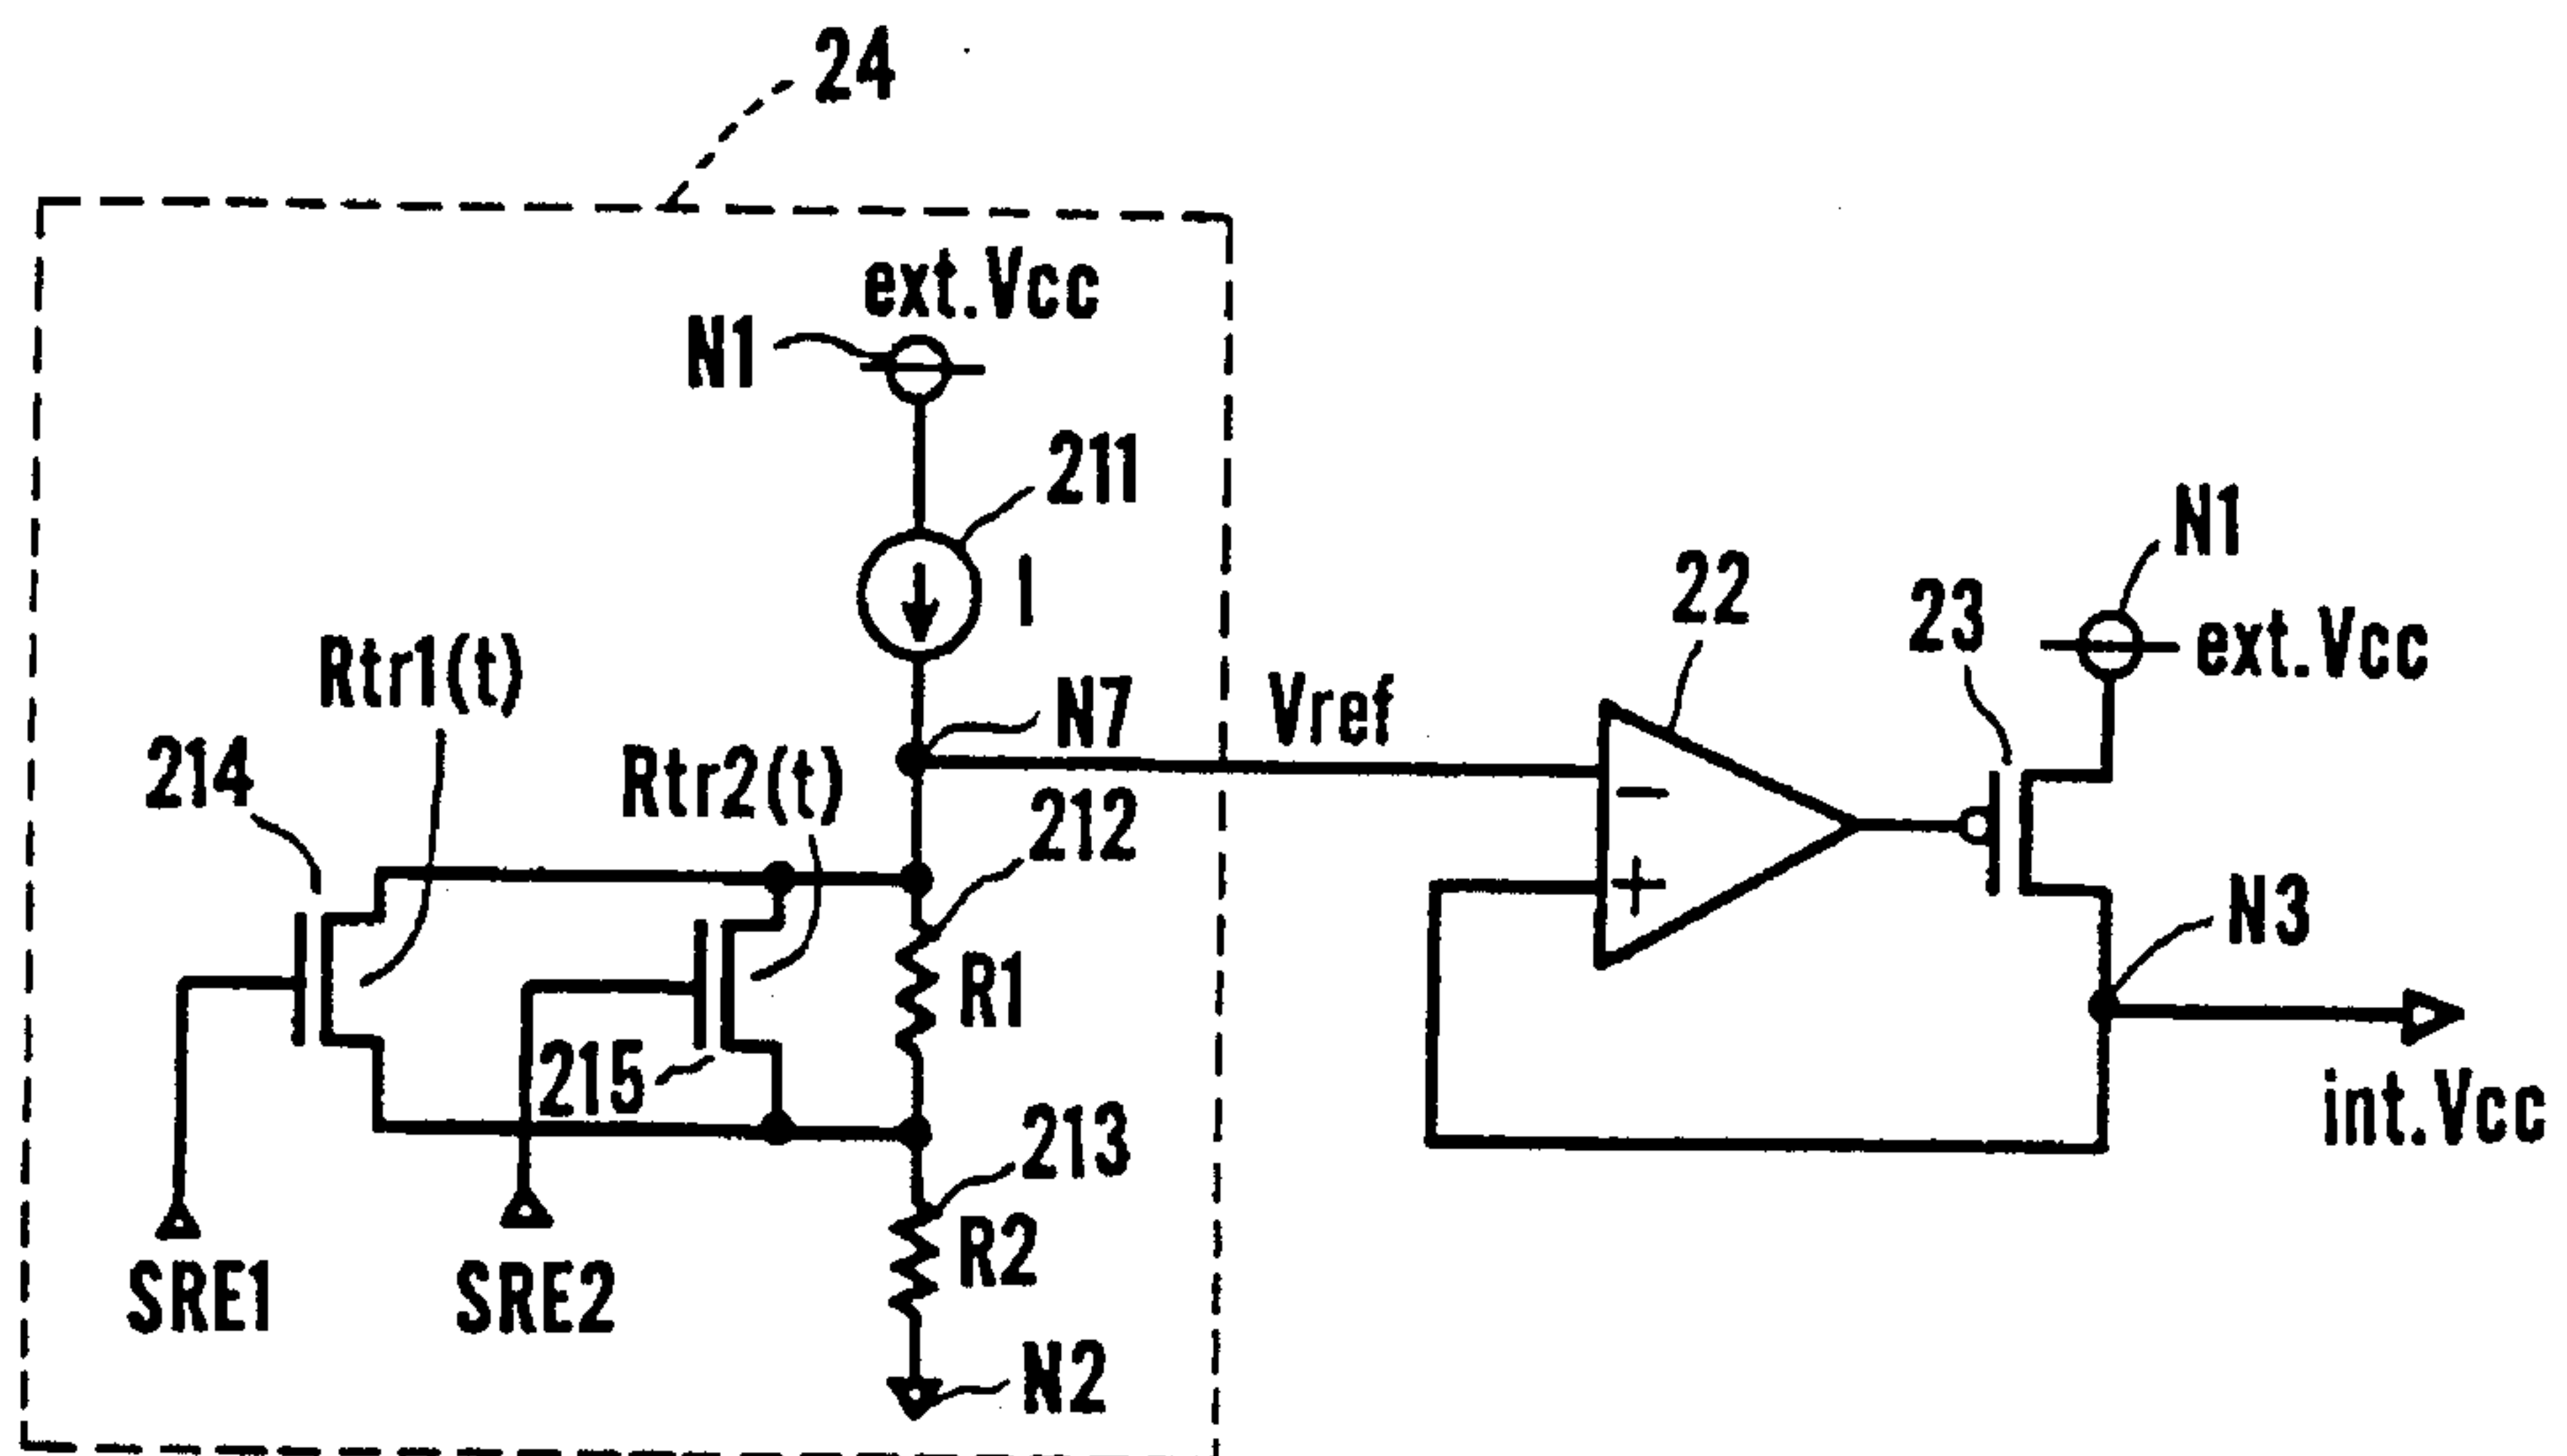 24
ext.Vcc
N1
211
I
N1
22
23
ext.Vcc
Rtr1(t)
N7
Vref
214
Rtr2(t)
212
−
+
N3
R1
215
int.Vcc
213
R2
SRE1
SRE2
N2